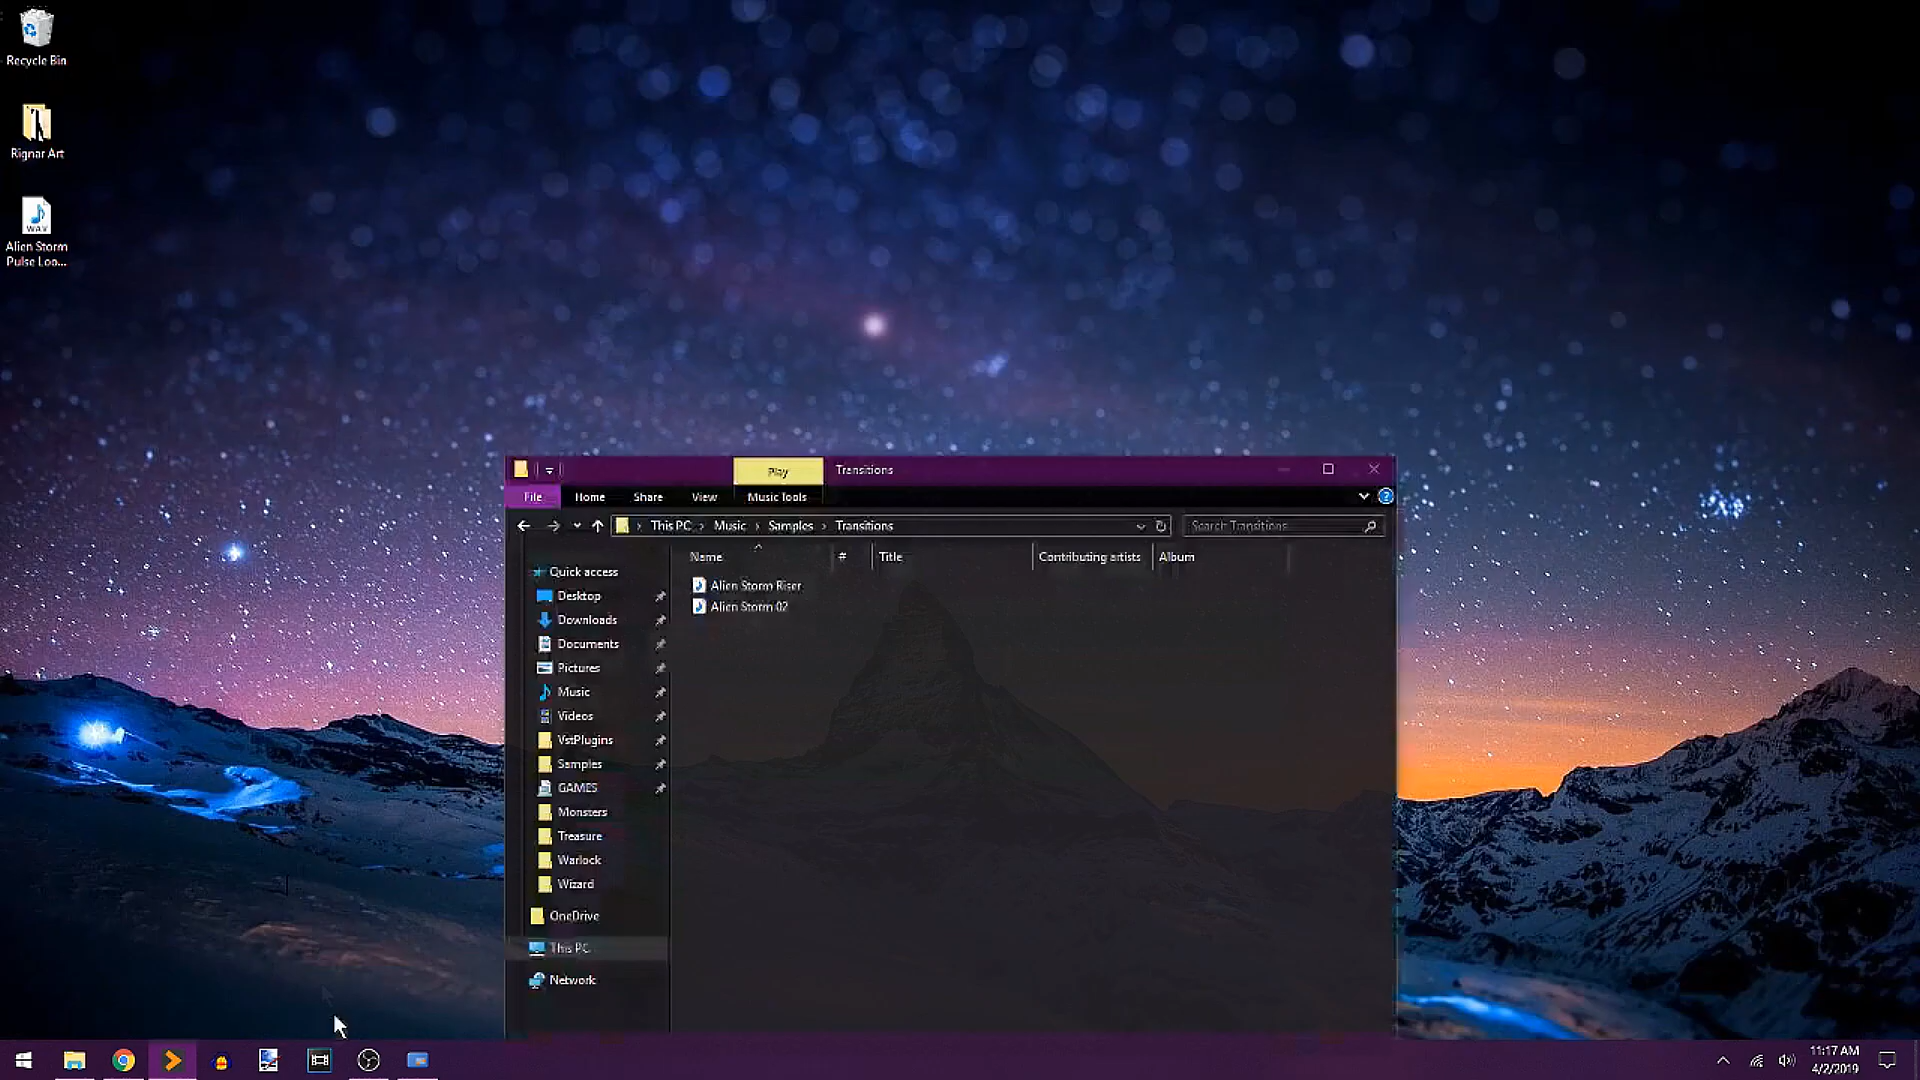 Recycle Bin
Rignar Art
WAV
Alien Storm
Pulse Loo...
Play
Transitions
File
Home
Share
View
Music Tools
This PC
Music
Samples
Transitions
Search Transitions
Name
#
Title
Contributing artists
Album
Quick access
Desktop
Downloads
Documents
Pictures
Music
Videos
VstPlugins
Samples
GAMES
Monsters
Treasure
Warlock
Wizard
OneDrive
This PC
Network
Alien Storm Riser
Alien Storm 02
11:17 AM
4/2/2019